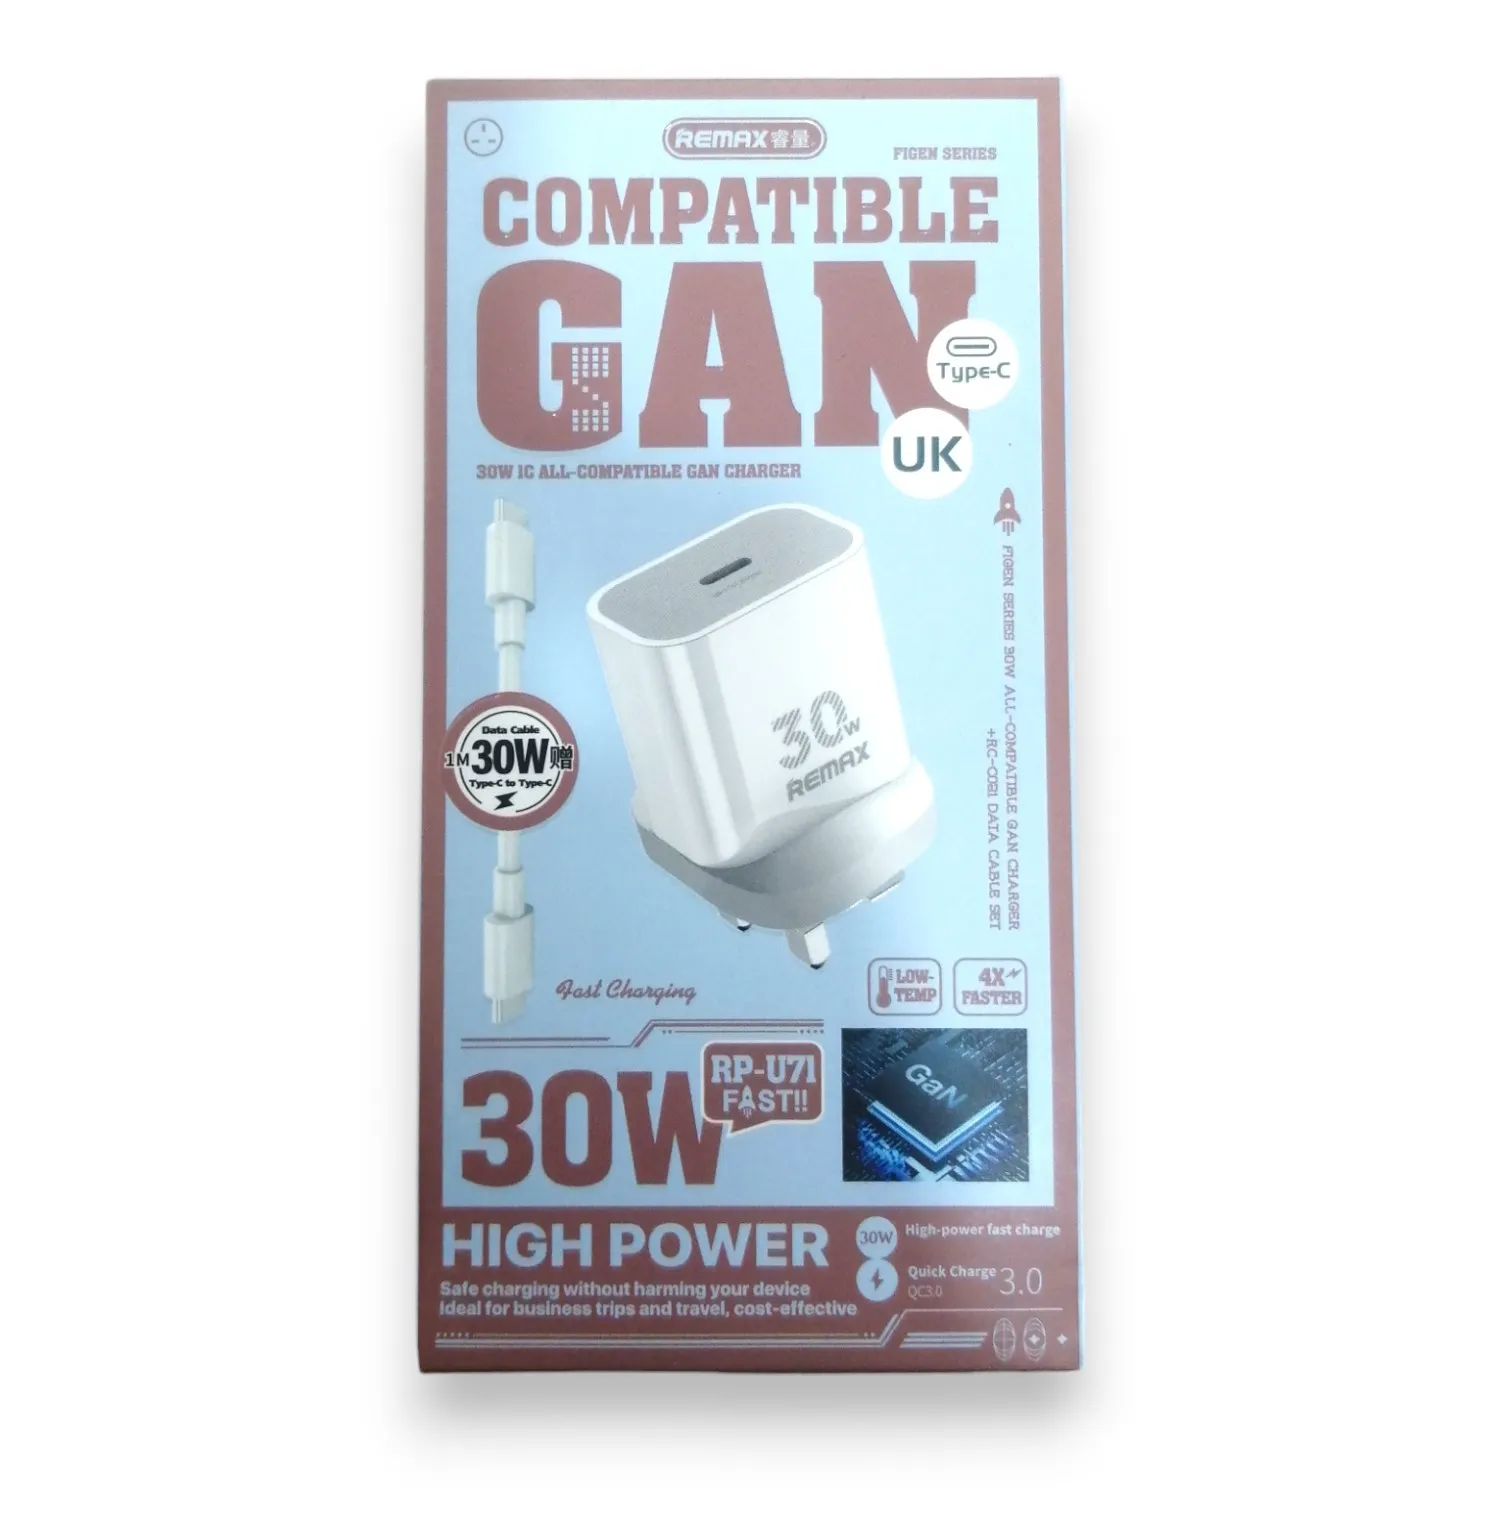 REMAX睿量
FIGEN SERIES
COMPATIBLE
GAN
Type-C
UK
30W 1C ALL-COMPATIBLE GAN CHARGER
FIGEN SERIES 30W ALL-COMPATIBLE GAN CHARGER
+RC-C021 DATA CABLE SET
30W
REMAX
Data Cable
1M 30W赠
Type-C to Type-C
LOW-
TEMP
4X
FASTER
Fast Charging
30W
RP-U71
FAST!!
GaN
HIGH POWER
Safe charging without harming your device
Ideal for business trips and travel, cost-effective
30W High-power fast charge
Quick Charge 3.0
QC3.0